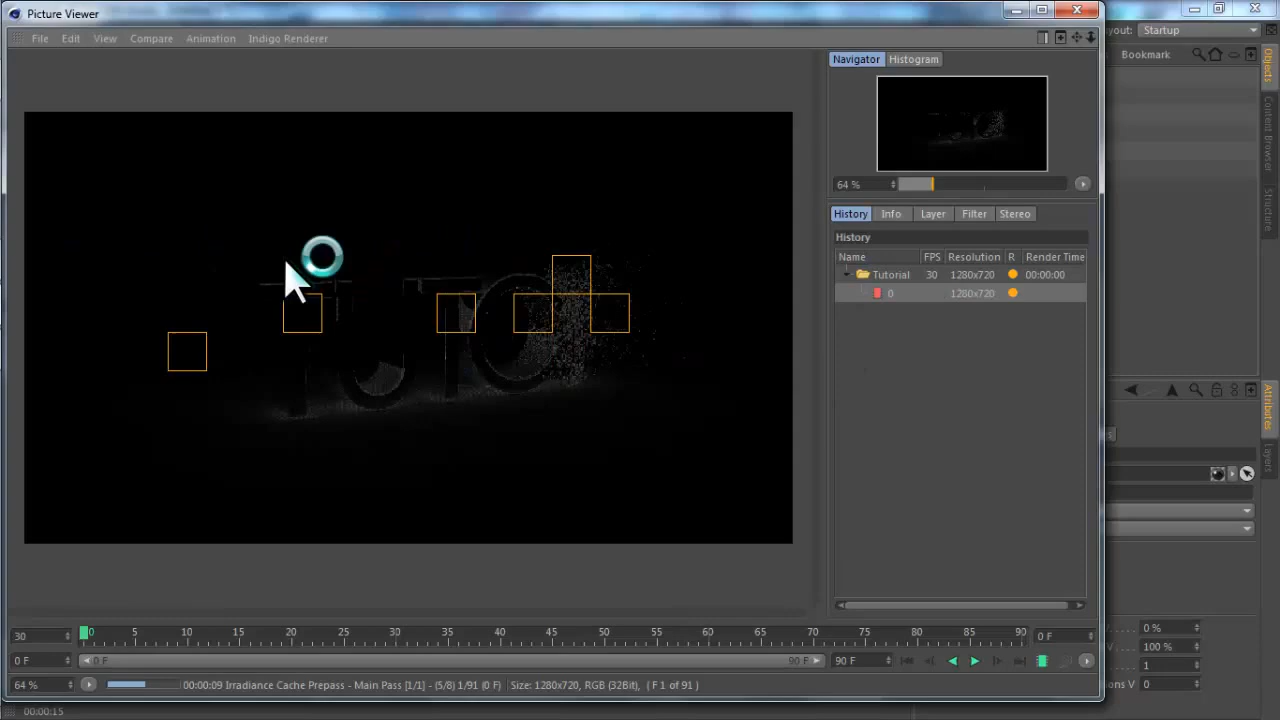 Picture Viewer
File Edit View Compare Animation Indigo Renderer
yout: Startup
Bookmark
Navigator Histogram
64 %
History Info Layer Filter Stereo
History
Name FPS Resolution R Render Time
Tutorial 30 1280x720 00:00:00
0 1280x720
TUTO
Objects
Content Browser
Structure
Attributes
Layers
30 0 5 10 15 20 25 30 35 40 45 50 55 60 65 70 75 80 85 90 0 F
0 F 0 F 90 F 90 F
64 % 00:00:09 Irradiance Cache Prepass - Main Pass [1/1] - (5/8) 1/91 (0 F) Size: 1280x720, RGB (32Bit), ( F 1 of 91 )
0 %
V 100 %
1
ons V 0
00:00:15